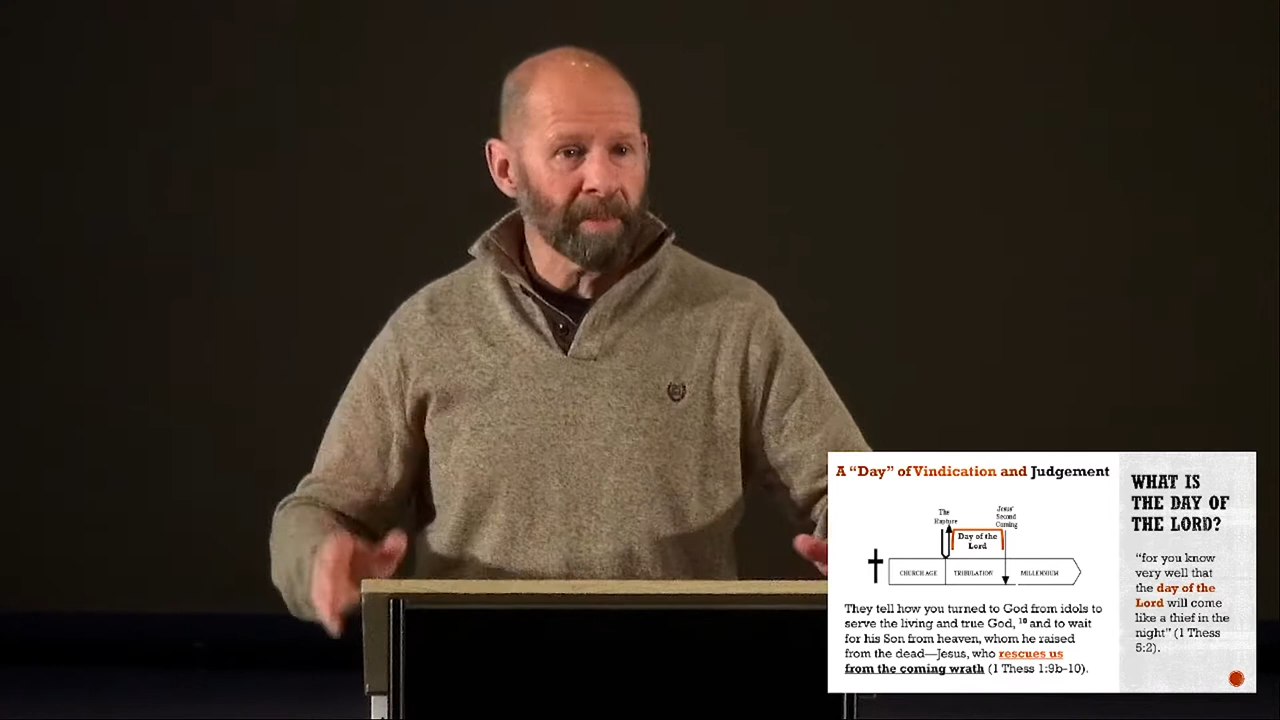 A “Day” of Vindication and Judgement
The
Rapture
Jesus'
Second
Coming
Day of the
Lord
CHURCH AGE
TRIBULATION
MILLENNIUM
They tell how you turned to God from idols to
serve the living and true God, ¹⁰ and to wait
for his Son from heaven, whom he raised
from the dead—Jesus, who rescues us
from the coming wrath (1 Thess 1:9b–10).
WHAT IS
THE DAY OF
THE LORD?
“for you know
very well that
the day of the
Lord will come
like a thief in the
night” (1 Thess
5:2).